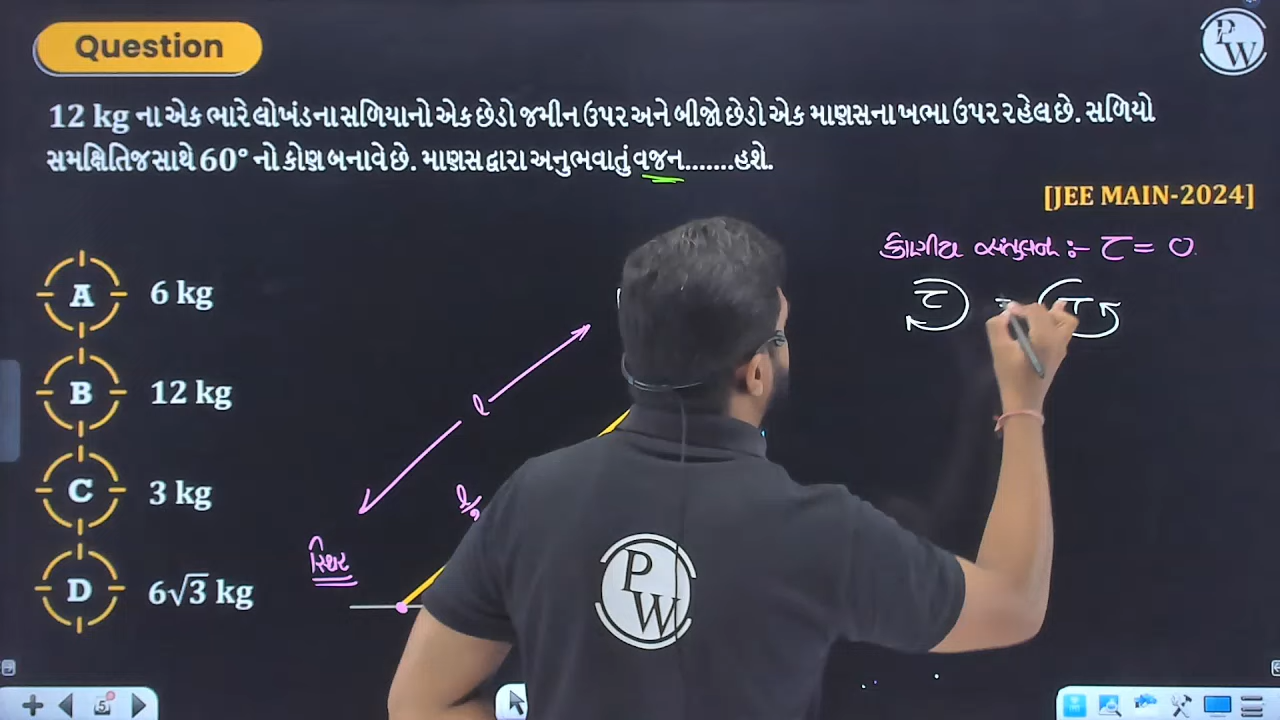 Question
PW
12 kg ના એક ભારે લોખંડના સળિયાનો એક છેડો જમીન ઉપર અને બીજો છેડો એક માણસના ખભા ઉપર રહેલ છે. સળિયો
સમક્ષિતિજ સાથે 60° નો કોણ બનાવે છે. માણસ દ્વારા અનુભવાતું વજન.......હશે.
[JEE MAIN-2024]
કોણીય સંતુલન :- τ = 0
τ = τ
A 6 kg
B 12 kg
C 3 kg
D 6√3 kg
l
સ્થિર
PW
5